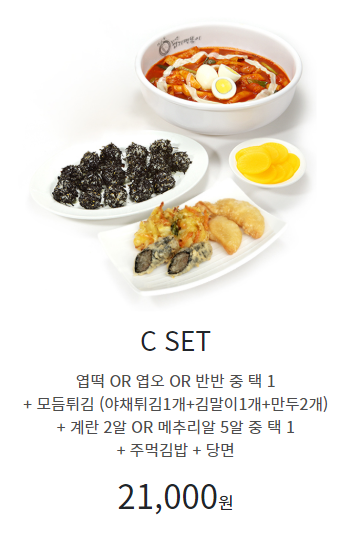 C SET
엽떡 OR 엽오 OR 반반 중 택 1
+ 모듬튀김 (야채튀김1개+김말이1개+만두2개)
+ 계란 2알 OR 메추리알 5알 중 택 1
+ 주먹김밥 + 당면
21,000원